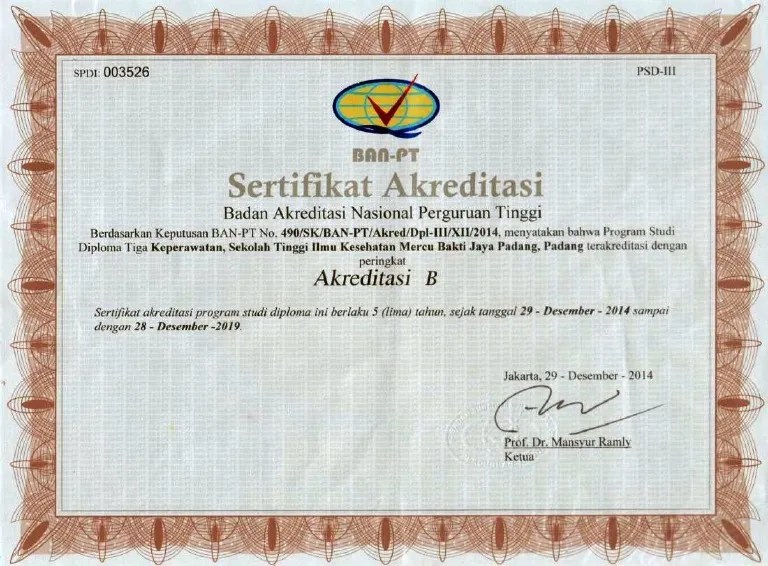 SPDI: 003526
PSD-III
BAN-PT
Sertifikat Akreditasi
Badan Akreditasi Nasional Perguruan Tinggi
Berdasarkan Keputusan BAN-PT No. 490/SK/BAN-PT/Akred/Dpl-III/XII/2014, menyatakan bahwa Program Studi
Diploma Tiga Keperawatan, Sekolah Tinggi Ilmu Kesehatan Mercu Bakti Jaya Padang, Padang terakreditasi dengan
peringkat
Akreditasi B
Sertifikat akreditasi program studi diploma ini berlaku 5 (lima) tahun, sejak tanggal 29 - Desember - 2014 sampai
dengan 28 - Desember -2019.
Jakarta, 29 - Desember - 2014
Prof. Dr. Mansyur Ramly
Ketua